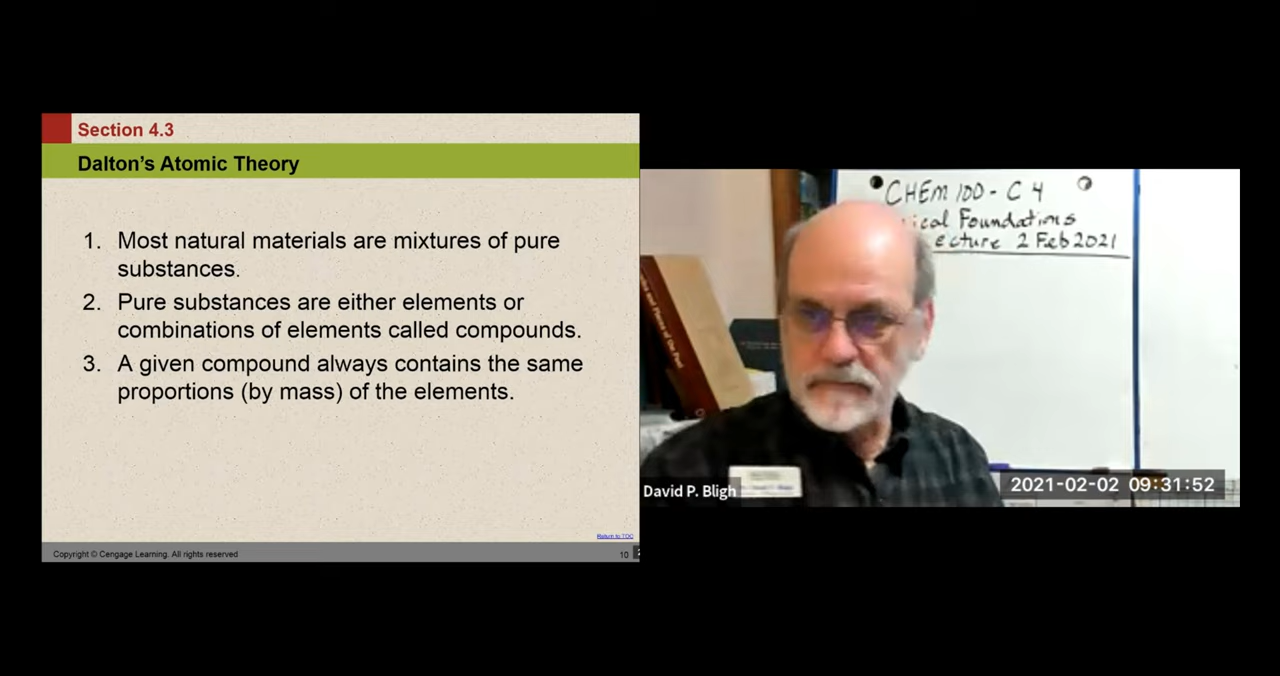 Section 4.3
Dalton's Atomic Theory
1. Most natural materials are mixtures of pure
substances.
2. Pure substances are either elements or
combinations of elements called compounds.
3. A given compound always contains the same
proportions (by mass) of the elements.
Return to TOC
Copyright © Cengage Learning. All rights reserved
10
CHEM 100 - C 4
ical Foundations
ecture 2 Feb 2021
David P. Bligh
2021-02-02 09:31:52